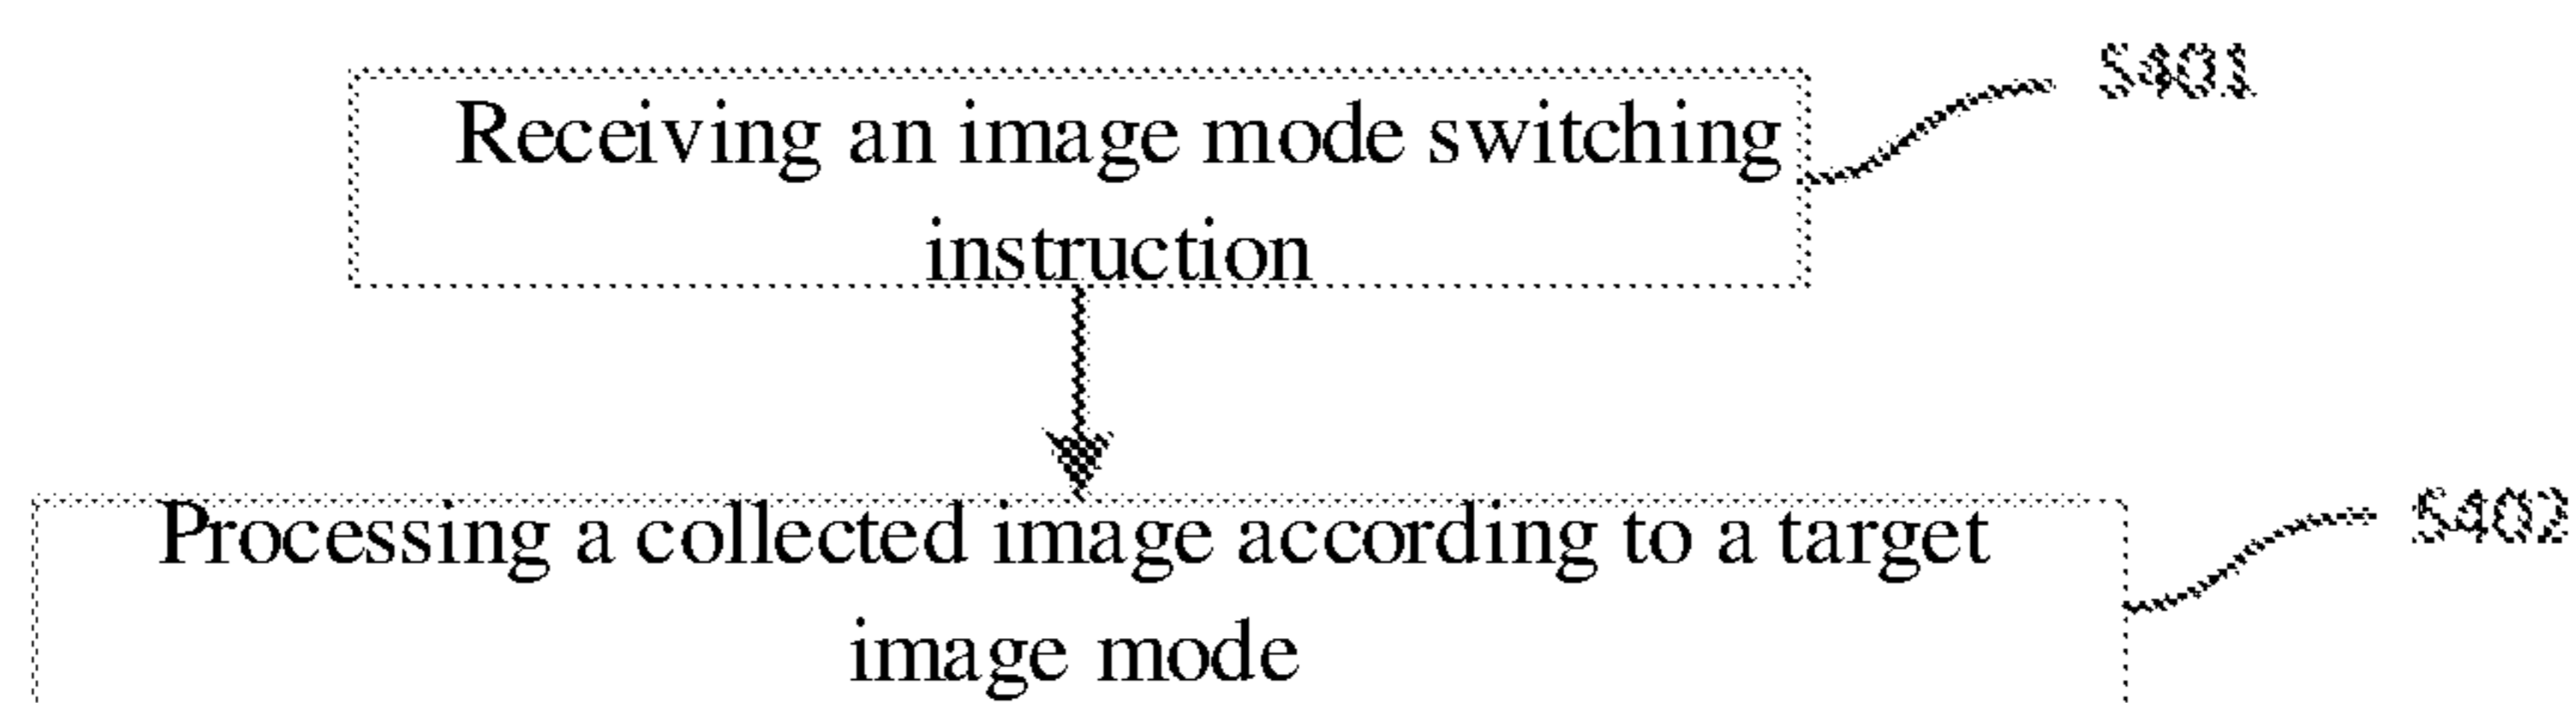 S401
Receiving an image mode switching
instruction
S402
Processing a collected image according to a target
image mode